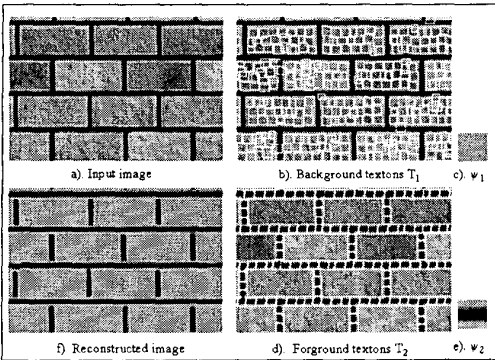 a). Input image
b). Background textons T₁
c). ψ₁
f) Reconstructed image
d). Forground textons T₂
e). ψ₂